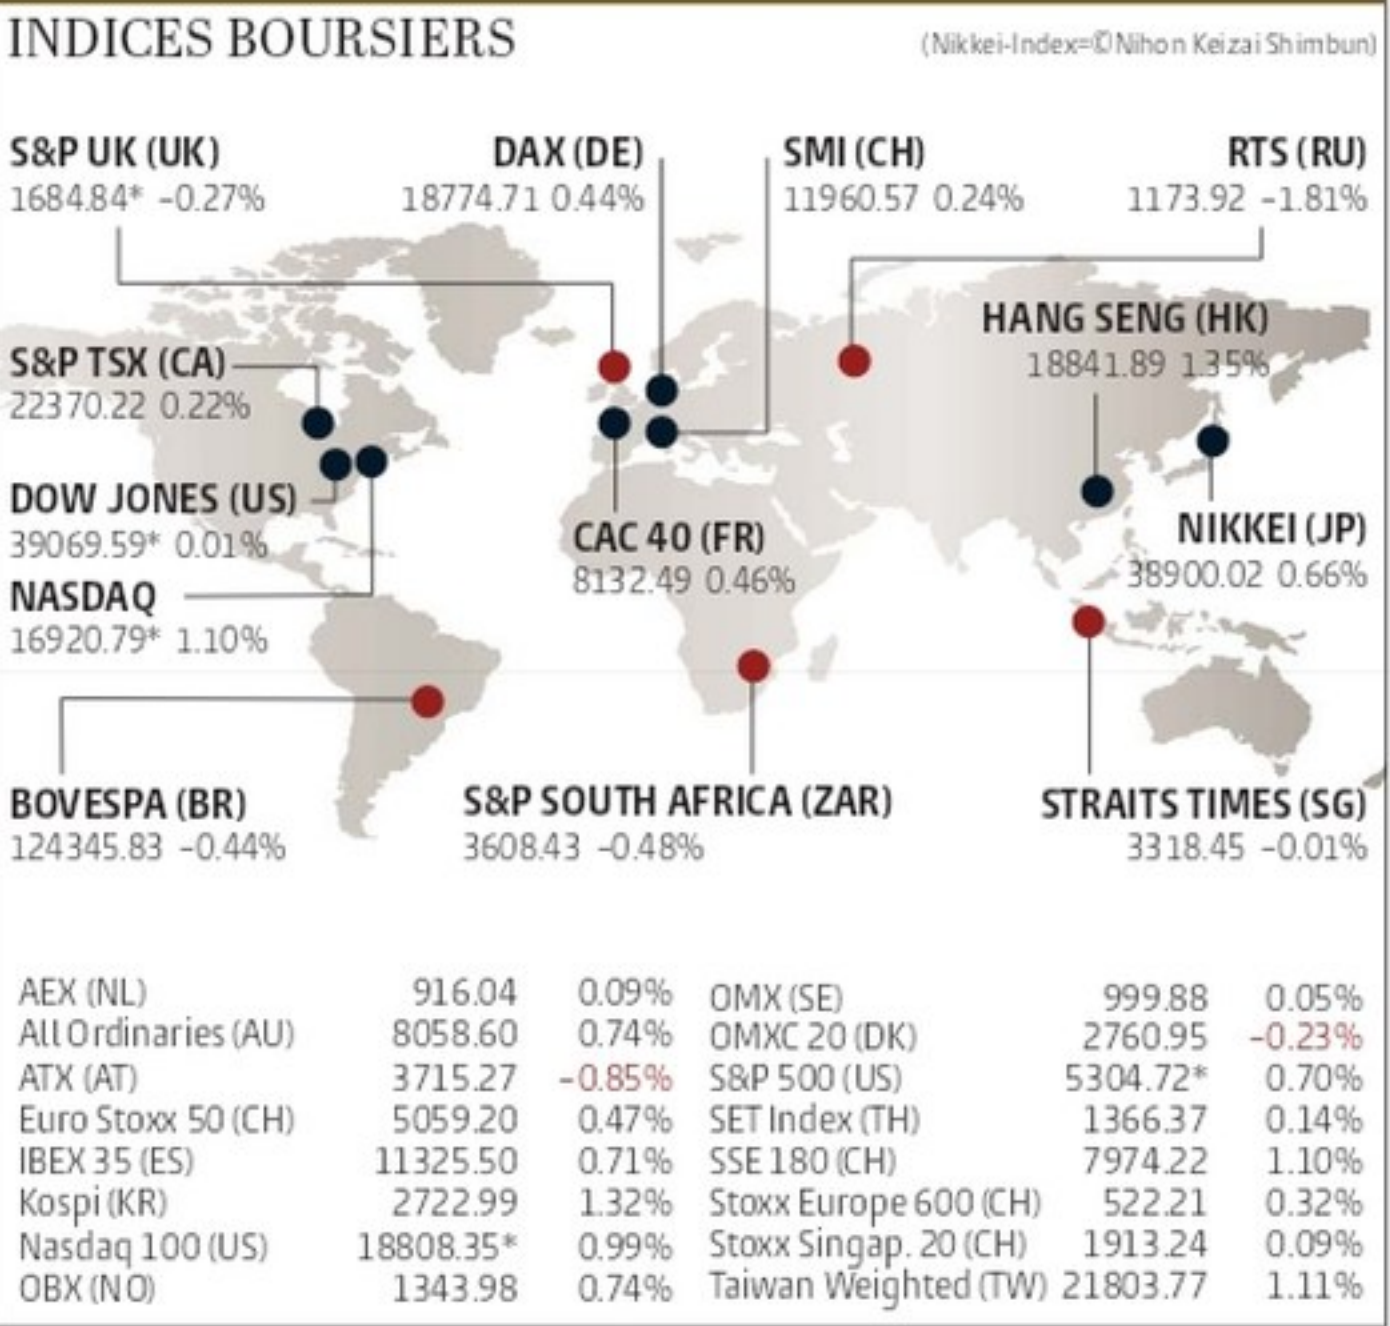 INDICES BOURSIERS
(Nikkei-Index=©Nihon Keizai Shimbun)
S&P UK (UK)
1684.84* -0.27%
DAX (DE)
18774.71 0.44%
SMI (CH)
11960.57 0.24%
RTS (RU)
1173.92 -1.81%
HANG SENG (HK)
18841.89 1.35%
S&P TSX (CA)
22370.22 0.22%
DOW JONES (US)
39069.59* 0.01%
CAC 40 (FR)
8132.49 0.46%
NIKKEI (JP)
38900.02 0.66%
NASDAQ
16920.79* 1.10%
BOVESPA (BR)
124345.83 -0.44%
S&P SOUTH AFRICA (ZAR)
3608.43 -0.48%
STRAITS TIMES (SG)
3318.45 -0.01%
AEX (NL) 916.04 0.09%
All Ordinaries (AU) 8058.60 0.74%
ATX (AT) 3715.27 -0.85%
Euro Stoxx 50 (CH) 5059.20 0.47%
IBEX 35 (ES) 11325.50 0.71%
Kospi (KR) 2722.99 1.32%
Nasdaq 100 (US) 18808.35* 0.99%
OBX (NO) 1343.98 0.74%
OMX (SE) 999.88 0.05%
OMXC 20 (DK) 2760.95 -0.23%
S&P 500 (US) 5304.72* 0.70%
SET Index (TH) 1366.37 0.14%
SSE 180 (CH) 7974.22 1.10%
Stoxx Europe 600 (CH) 522.21 0.32%
Stoxx Singap. 20 (CH) 1913.24 0.09%
Taiwan Weighted (TW) 21803.77 1.11%